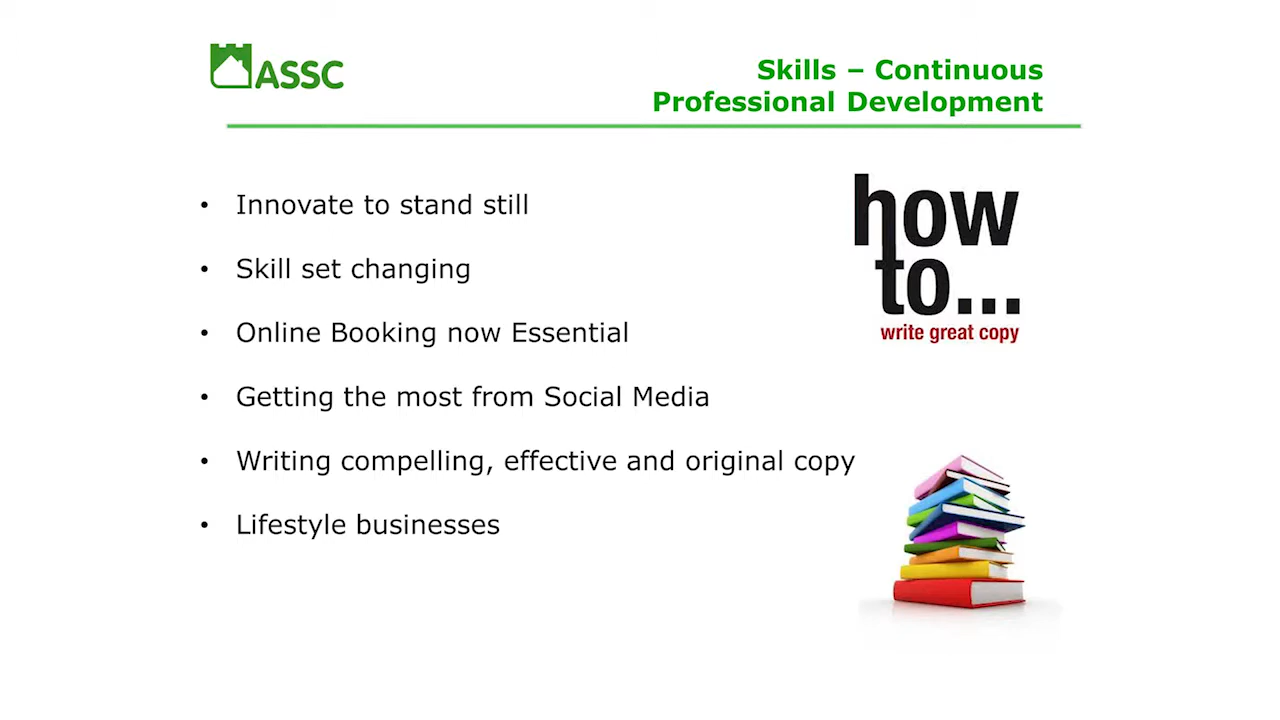 ASSC
Skills – Continuous
Professional Development
• Innovate to stand still
• Skill set changing
• Online Booking now Essential
• Getting the most from Social Media
• Writing compelling, effective and original copy
• Lifestyle businesses
how
to...
write great copy